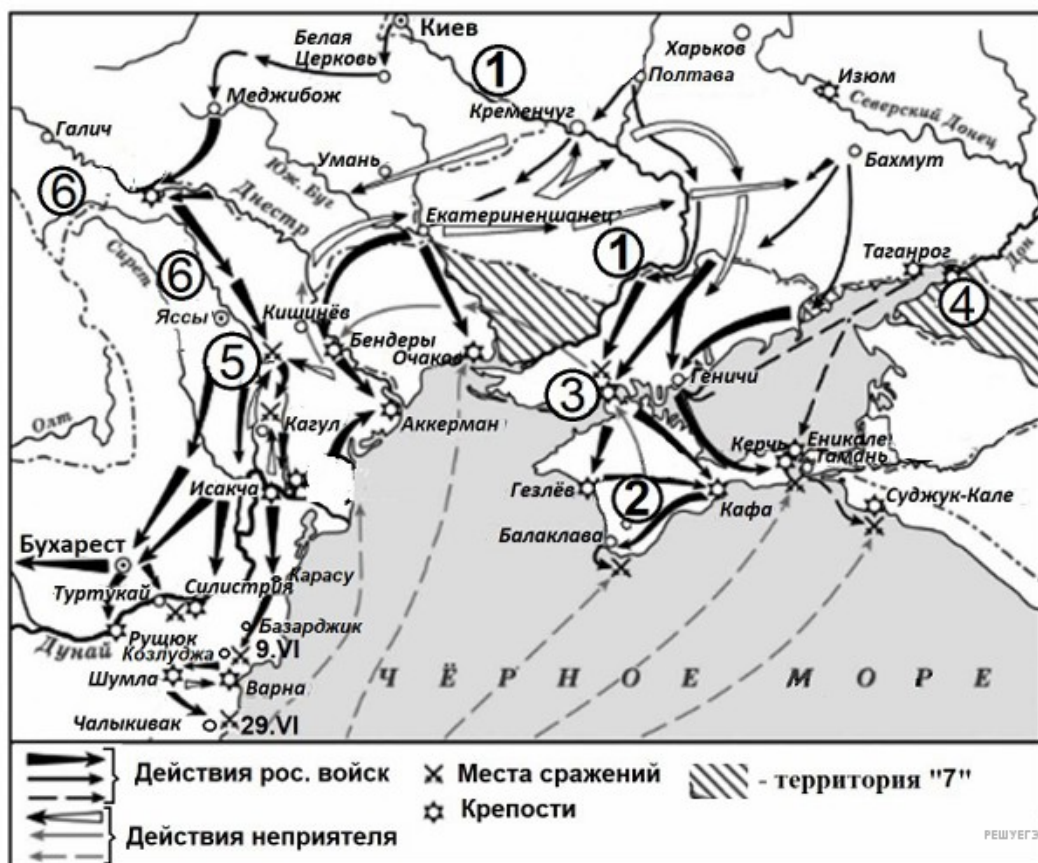 Киев
Белая
Церковь
1
Харьков
Полтава
Изюм
Северский Донец
Меджибож
Кременчуг
Галич
Умань
Юж. Буг
Бахмут
6
Днестр
Екатериненшанец
1
Сирет
Таганрог
Дон
6
Кишинёв
4
Яссы
5
Бендеры
Очаков
Геничи
3
Олт
Кагул
Аккерман
Керчь
Еникале
Тамань
Исакча
Гезлёв
2
Кафа
Суджук-Кале
Бухарест
Балаклава
Туртукай
Силистрия
Карасу
Дунай
Рущюк
Базарджик
Козлуджа
9.VI
Шумла
Варна
ЧЁРНОЕ МОРЕ
Чалыкивак
29.VI
Действия рос. войск
Места сражений
- территория "7"
Крепости
Действия неприятеля
РЕШУЕГЭ